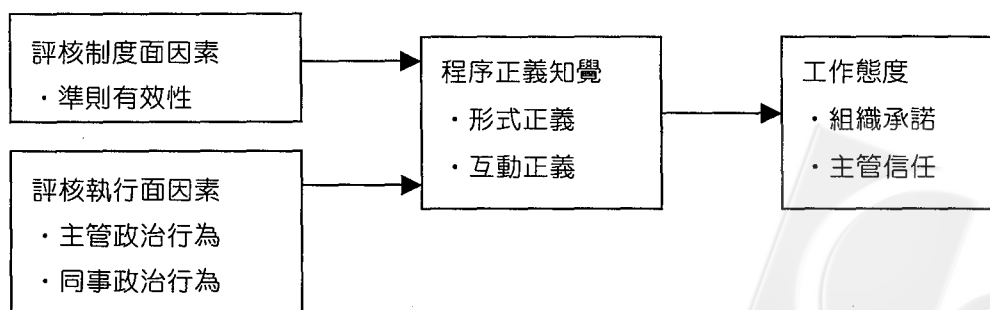 評核制度面因素
・準則有效性
評核執行面因素
・主管政治行為
・同事政治行為
程序正義知覺
・形式正義
・互動正義
工作態度
・組織承諾
・主管信任